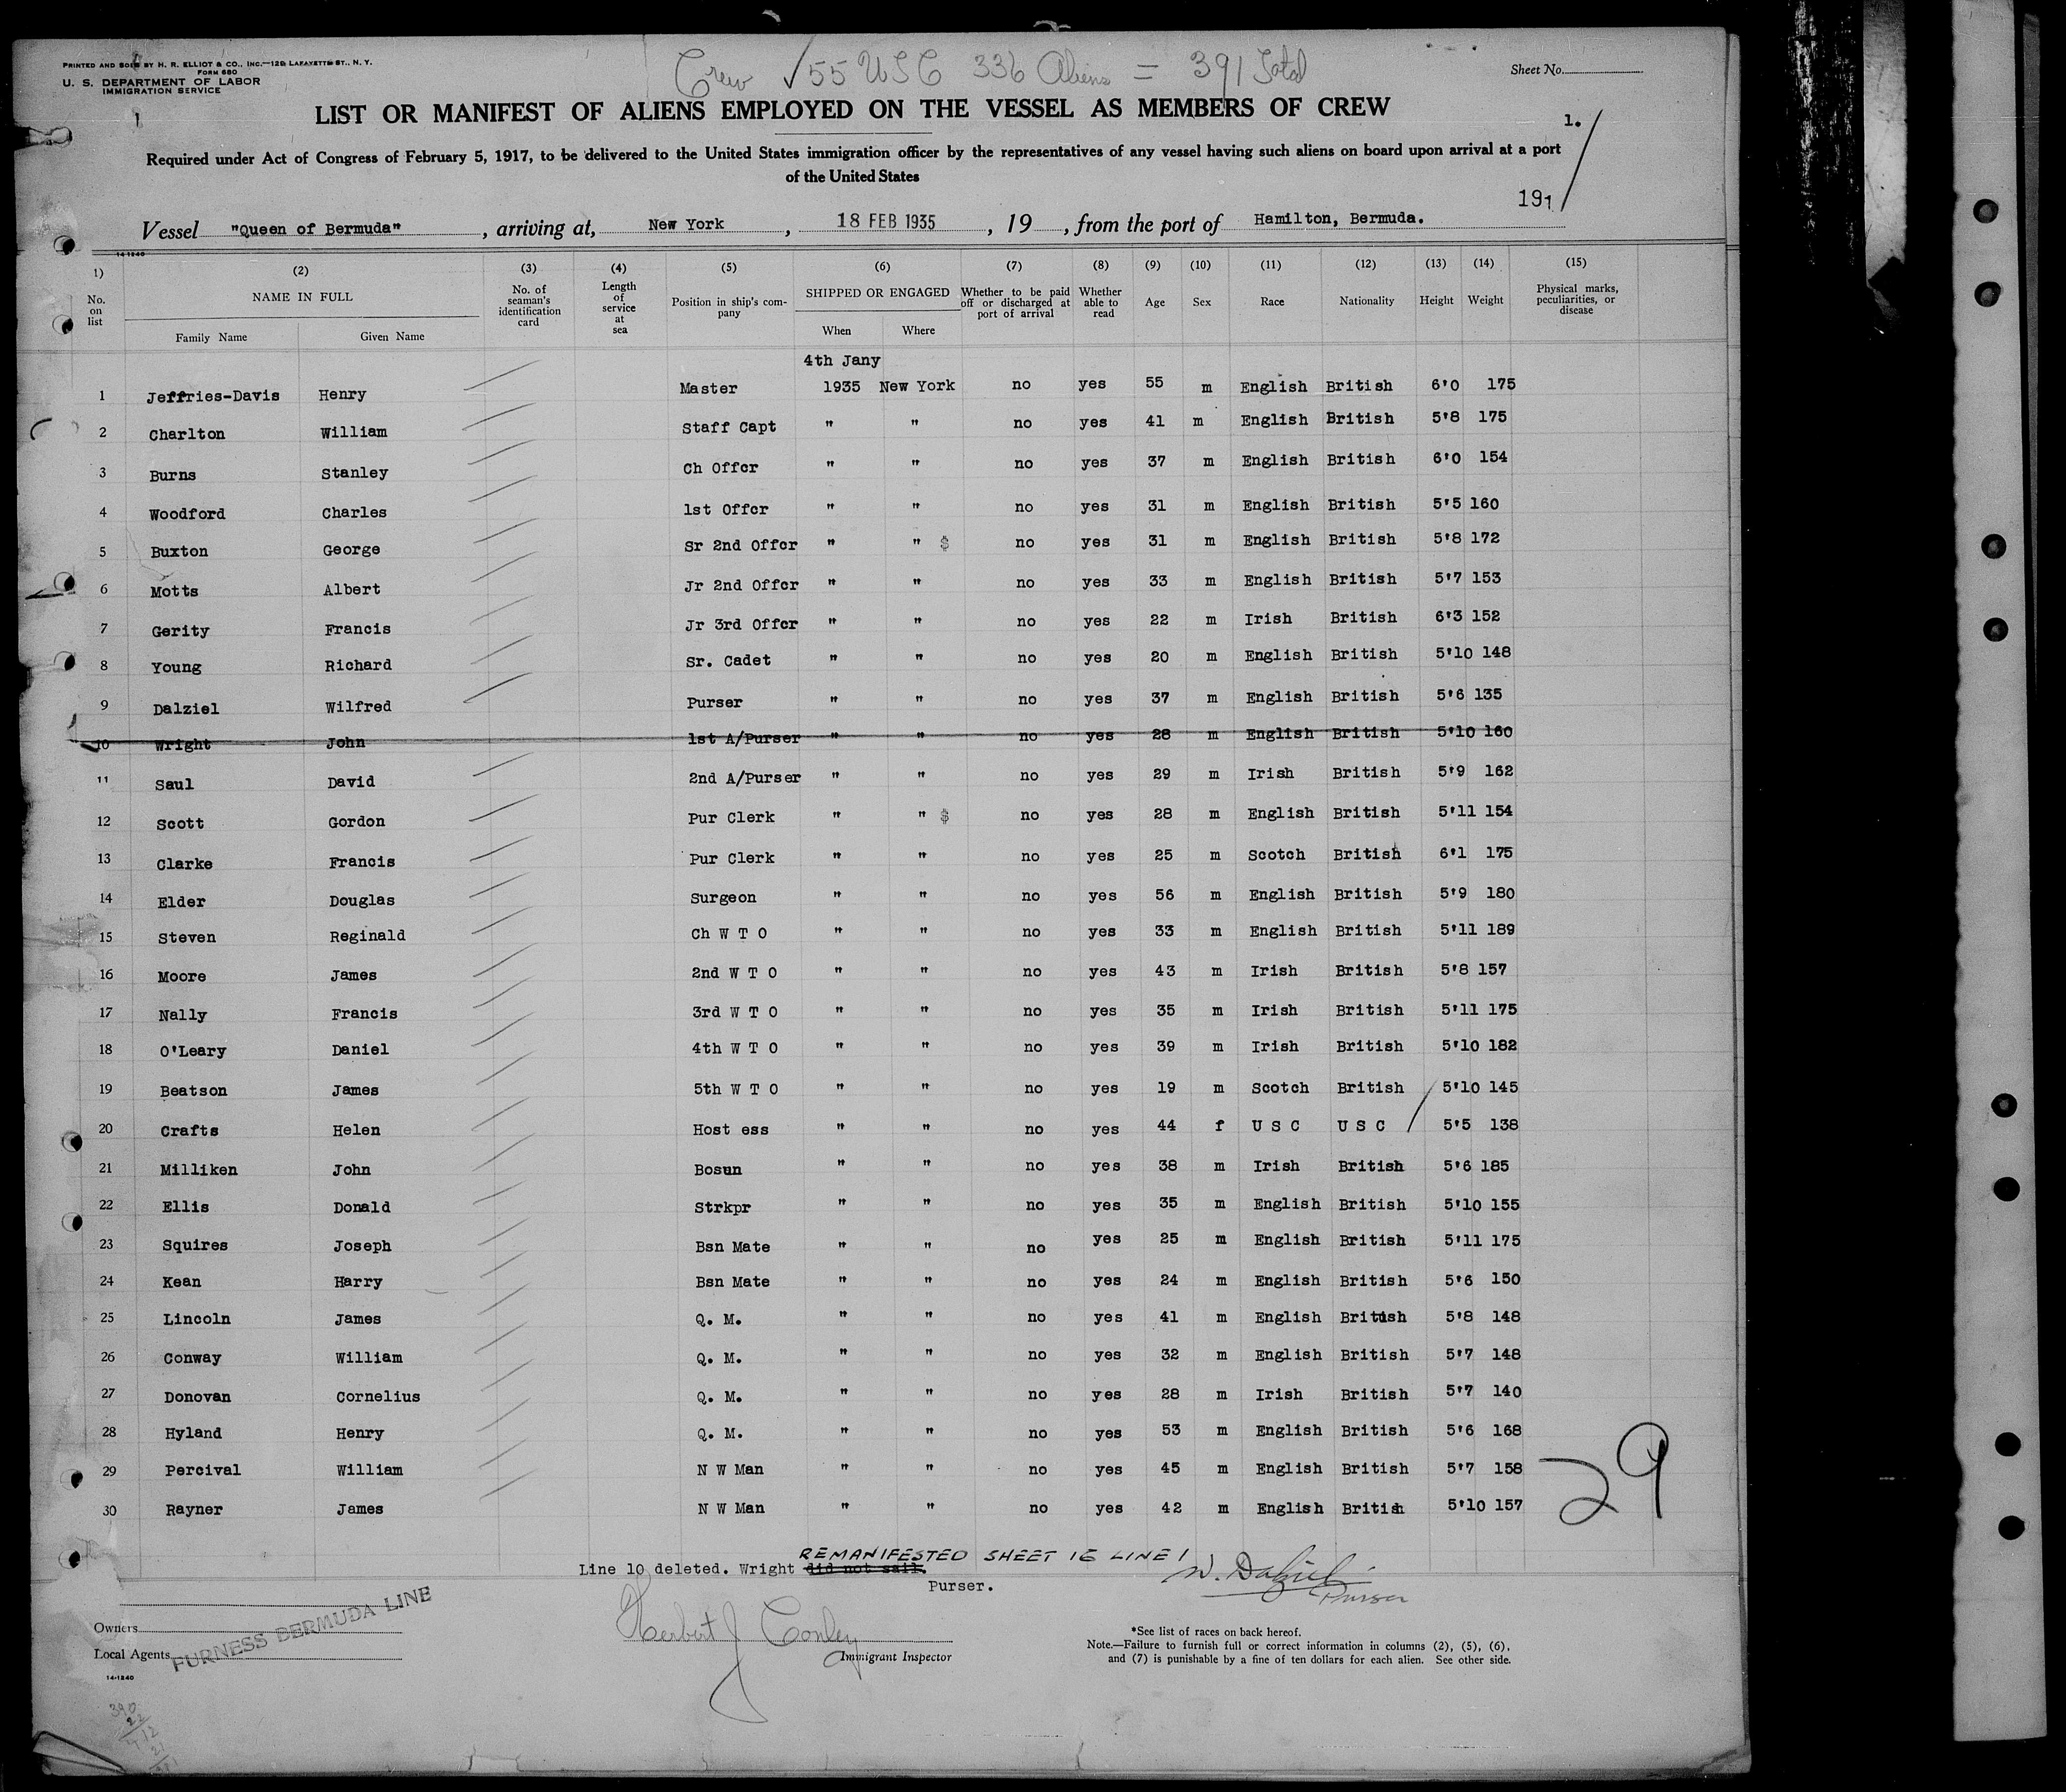 PRINTED AND SOLD BY H. R. ELLIOT & CO., INC.—120 LAFAYETTE ST., N. Y.
FORM 680
U. S. DEPARTMENT OF LABOR
IMMIGRATION SERVICE
Crew √ 55 USC 336 Aliens = 391 Total
Sheet No.
LIST OR MANIFEST OF ALIENS EMPLOYED ON THE VESSEL AS MEMBERS OF CREW
1.
Required under Act of Congress of February 5, 1917, to be delivered to the United States immigration officer by the representatives of any vessel having such aliens on board upon arrival at a port
of the United States
191
Vessel "Queen of Bermuda", arriving at, New York, 18 FEB 1935, 19, from the port of Hamilton, Bermuda.
14-1240
1) (2) (3) (4) (5) (6) (7) (8) (9) (10) (11) (12) (13) (14) (15)
No. on list NAME IN FULL Family Name Given Name No. of seaman's identification card Length of service at sea Position in ship's company SHIPPED OR ENGAGED When Where Whether to be paid off or discharged at port of arrival Whether able to read Age Sex Race Nationality Height Weight Physical marks, peculiarities, or disease
4th Jany
1 Jeffries-Davis Henry Master 1935 New York no yes 55 m English British 6'0 175
2 Charlton William Staff Capt " " no yes 41 m English British 5'8 175
3 Burns Stanley Ch Offcr " " no yes 37 m English British 6'0 154
4 Woodford Charles 1st Offcr " " no yes 31 m English British 5'5 160
5 Buxton George Sr 2nd Offcr " " $ no yes 31 m English British 5'8 172
6 Motts Albert Jr 2nd Offcr " " no yes 33 m English British 5'7 153
7 Gerity Francis Jr 3rd Offcr " " no yes 22 m Irish British 6'3 152
8 Young Richard Sr. Cadet " " no yes 20 m English British 5'10 148
9 Dalziel Wilfred Purser " " no yes 37 m English British 5'6 135
10 Wright John 1st A/Purser " " no yes 28 m English British 5'10 160
11 Saul David 2nd A/Purser " " no yes 29 m Irish British 5'9 162
12 Scott Gordon Pur Clerk " " $ no yes 28 m English British 5'11 154
13 Clarke Francis Pur Clerk " " no yes 25 m Scotch British 6'1 175
14 Elder Douglas Surgeon " " no yes 56 m English British 5'9 180
15 Steven Reginald Ch W T O " " no yes 33 m English British 5'11 189
16 Moore James 2nd W T O " " no yes 43 m Irish British 5'8 157
17 Nally Francis 3rd W T O " " no yes 35 m Irish British 5'11 175
18 O'Leary Daniel 4th W T O " " no yes 39 m Irish British 5'10 182
19 Beatson James 5th W T O " " no yes 19 m Scotch British 5'10 145
20 Crafts Helen Host ess " " no yes 44 f U S C U S C 5'5 138
21 Milliken John Bosun " " no yes 38 m Irish British 5'6 185
22 Ellis Donald Strkpr " " no yes 35 m English British 5'10 155
23 Squires Joseph Bsn Mate " " no yes 25 m English British 5'11 175
24 Kean Harry Bsn Mate " " no yes 24 m English British 5'6 150
25 Lincoln James Q. M. " " no yes 41 m English British 5'8 148
26 Conway William Q. M. " " no yes 32 m English British 5'7 148
27 Donovan Cornelius Q. M. " " no yes 28 m Irish British 5'7 140
28 Hyland Henry Q. M. " " no yes 53 m English British 5'6 168
29 Percival William N W Man " " no yes 45 m English British 5'7 158
30 Rayner James N W Man " " no yes 42 m English British 5'10 157
29
REMANIFESTED SHEET 16 LINE 1
Line 10 deleted. Wright did not sail.
Purser.
W. Dalziel
Purser
Owners
Local Agents FURNESS BERMUDA LINE
14-1240
Herbert J Conley
Immigrant Inspector
*See list of races on back hereof.
Note.—Failure to furnish full or correct information in columns (2), (5), (6),
and (7) is punishable by a fine of ten dollars for each alien. See other side.
390